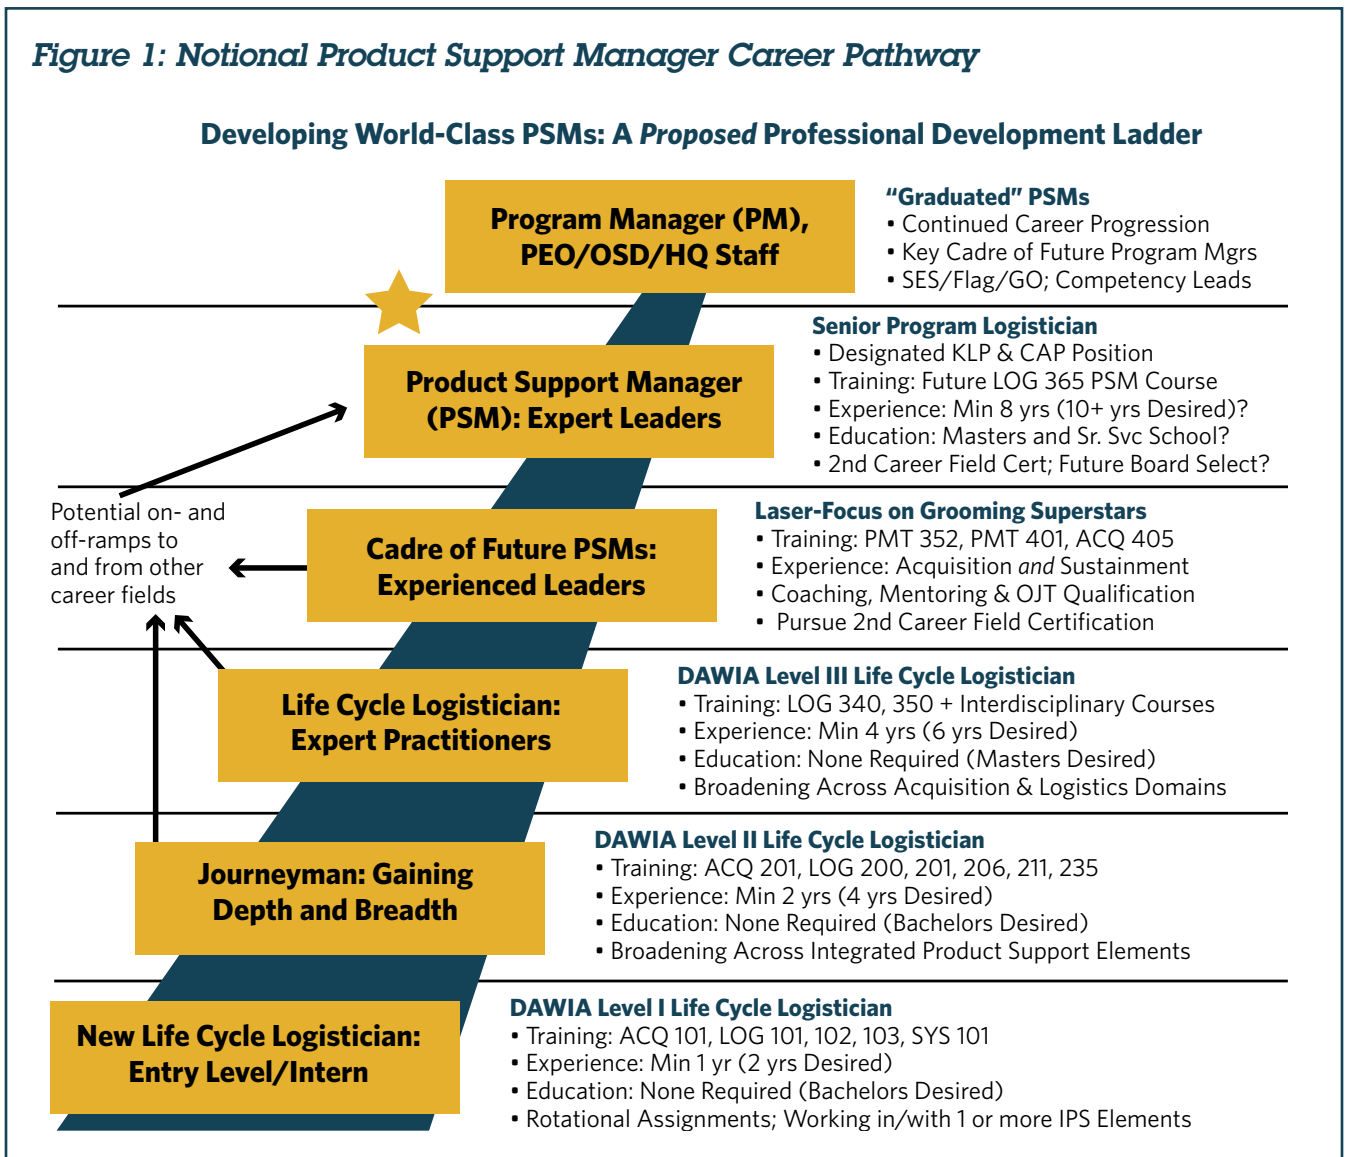 Figure 1: Notional Product Support Manager Career Pathway
Developing World-Class PSMs: A Proposed Professional Development Ladder
Program Manager (PM),
PEO/OSD/HQ Staff
“Graduated” PSMs
• Continued Career Progression
• Key Cadre of Future Program Mgrs
• SES/Flag/GO; Competency Leads
Product Support Manager
(PSM): Expert Leaders
Senior Program Logistician
• Designated KLP & CAP Position
• Training: Future LOG 365 PSM Course
• Experience: Min 8 yrs (10+ yrs Desired)?
• Education: Masters and Sr. Svc School?
• 2nd Career Field Cert; Future Board Select?
Potential on- and
off-ramps to
and from other
career fields
Cadre of Future PSMs:
Experienced Leaders
Laser-Focus on Grooming Superstars
• Training: PMT 352, PMT 401, ACQ 405
• Experience: Acquisition and Sustainment
• Coaching, Mentoring & OJT Qualification
• Pursue 2nd Career Field Certification
Life Cycle Logistician:
Expert Practitioners
DAWIA Level III Life Cycle Logistician
• Training: LOG 340, 350 + Interdisciplinary Courses
• Experience: Min 4 yrs (6 yrs Desired)
• Education: None Required (Masters Desired)
• Broadening Across Acquisition & Logistics Domains
Journeyman: Gaining
Depth and Breadth
DAWIA Level II Life Cycle Logistician
• Training: ACQ 201, LOG 200, 201, 206, 211, 235
• Experience: Min 2 yrs (4 yrs Desired)
• Education: None Required (Bachelors Desired)
• Broadening Across Integrated Product Support Elements
New Life Cycle Logistician:
Entry Level/Intern
DAWIA Level I Life Cycle Logistician
• Training: ACQ 101, LOG 101, 102, 103, SYS 101
• Experience: Min 1 yr (2 yrs Desired)
• Education: None Required (Bachelors Desired)
• Rotational Assignments; Working in/with 1 or more IPS Elements